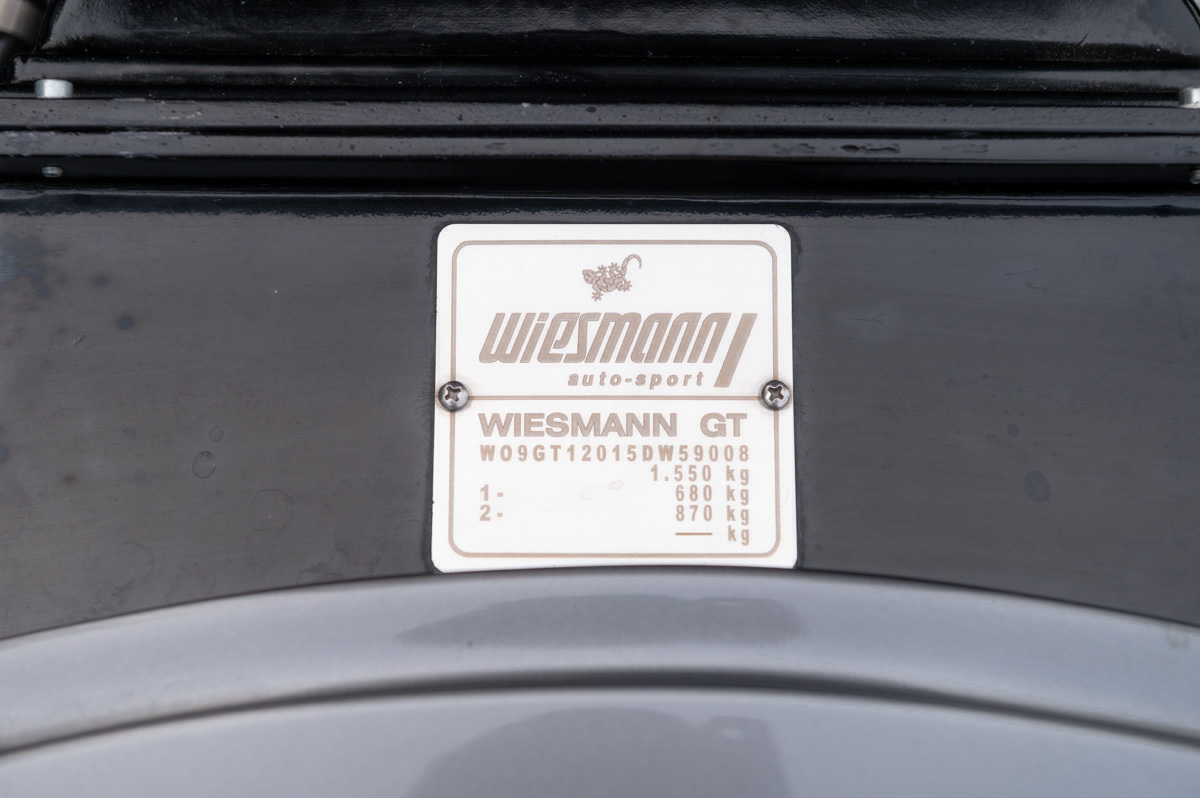 wiesmann
auto-sport
WIESMANN GT
WO9GT12015DW59008
1.550 kg
1- 680 kg
2- 870 kg
— kg